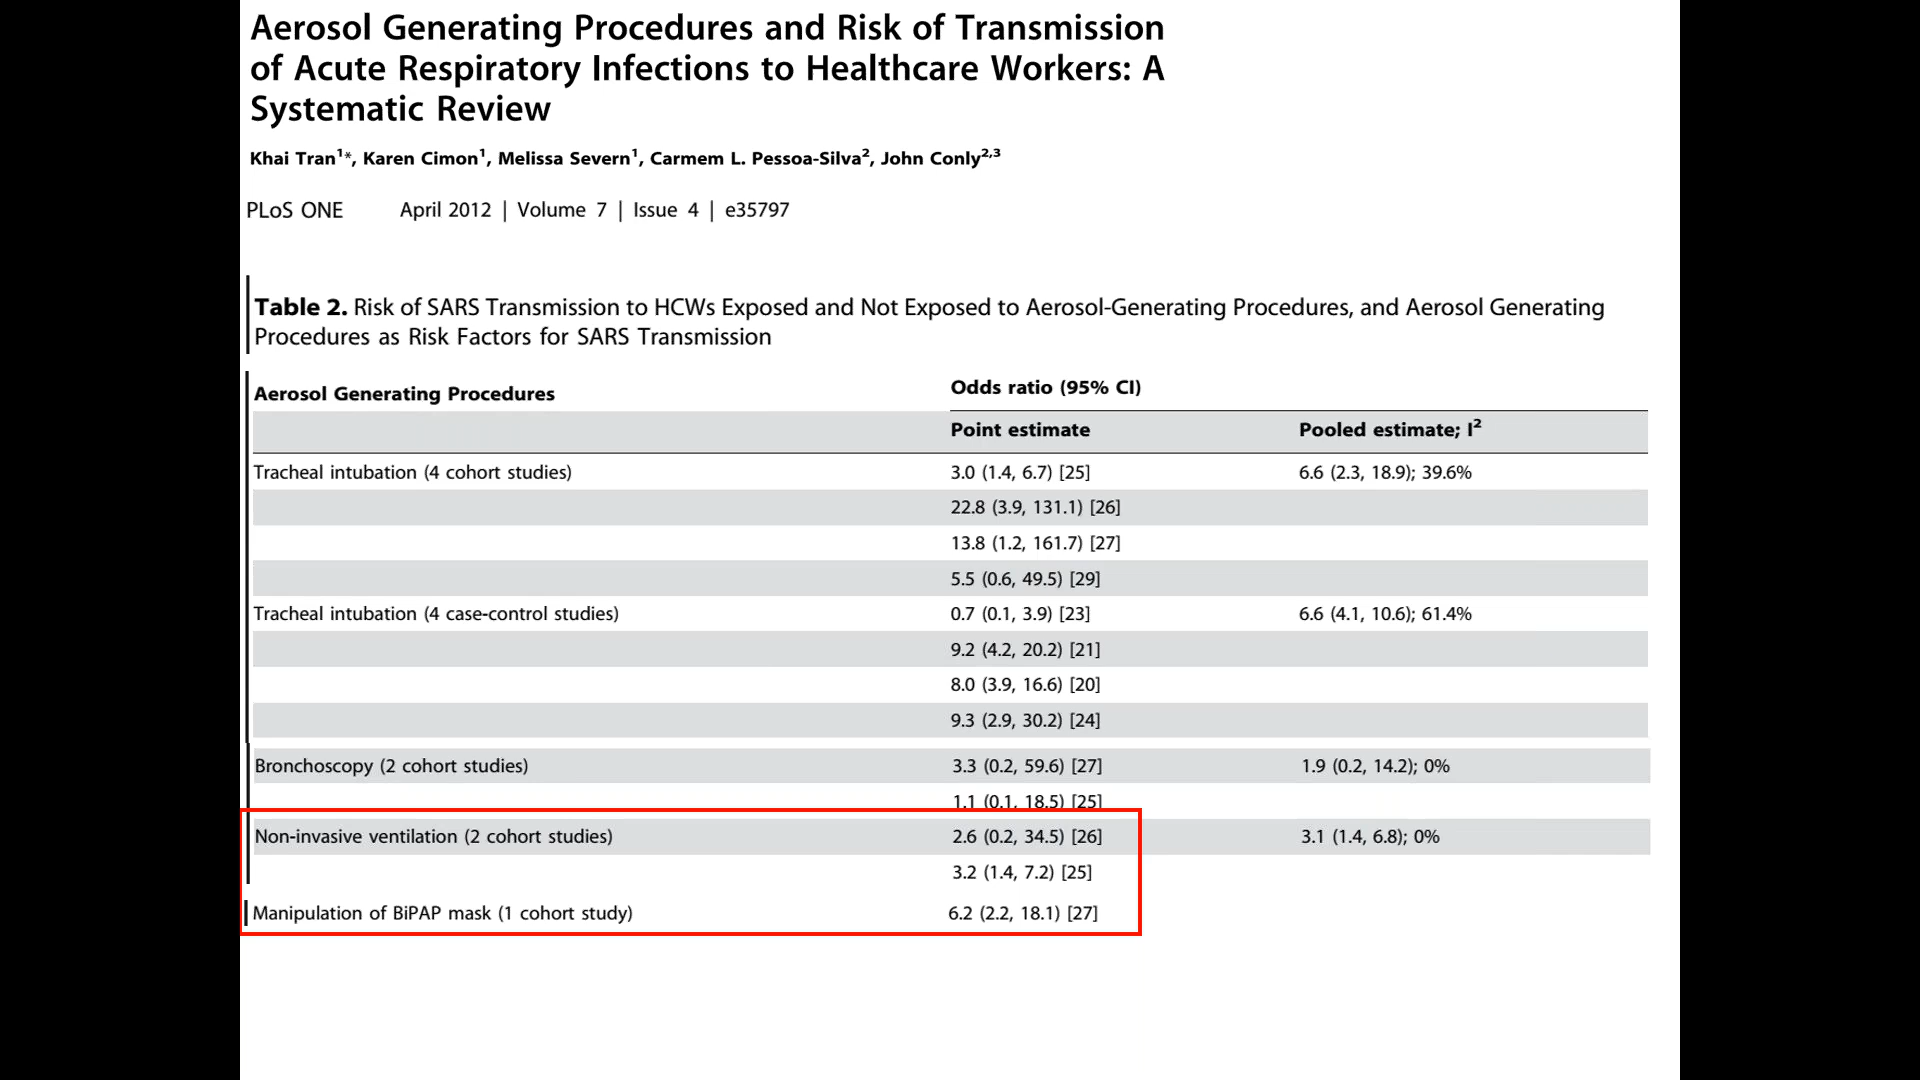 Aerosol Generating Procedures and Risk of Transmission
of Acute Respiratory Infections to Healthcare Workers: A
Systematic Review
Khai Tran1*, Karen Cimon1, Melissa Severn1, Carmem L. Pessoa-Silva2, John Conly2,3
PLoS ONE April 2012 | Volume 7 | Issue 4 | e35797
Table 2. Risk of SARS Transmission to HCWs Exposed and Not Exposed to Aerosol-Generating Procedures, and Aerosol Generating
Procedures as Risk Factors for SARS Transmission
Aerosol Generating Procedures Odds ratio (95% CI)
Point estimate Pooled estimate; I2
Tracheal intubation (4 cohort studies) 3.0 (1.4, 6.7) [25] 6.6 (2.3, 18.9); 39.6%
22.8 (3.9, 131.1) [26]
13.8 (1.2, 161.7) [27]
5.5 (0.6, 49.5) [29]
Tracheal intubation (4 case-control studies) 0.7 (0.1, 3.9) [23] 6.6 (4.1, 10.6); 61.4%
9.2 (4.2, 20.2) [21]
8.0 (3.9, 16.6) [20]
9.3 (2.9, 30.2) [24]
Bronchoscopy (2 cohort studies) 3.3 (0.2, 59.6) [27] 1.9 (0.2, 14.2); 0%
1.1 (0.1, 18.5) [25]
Non-invasive ventilation (2 cohort studies) 2.6 (0.2, 34.5) [26] 3.1 (1.4, 6.8); 0%
3.2 (1.4, 7.2) [25]
Manipulation of BiPAP mask (1 cohort study) 6.2 (2.2, 18.1) [27]